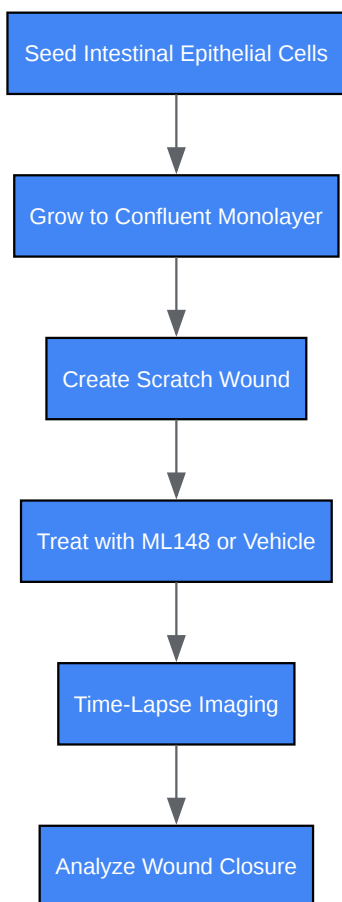 Seed Intestinal Epithelial Cells
Grow to Confluent Monolayer
Create Scratch Wound
Treat with ML148 or Vehicle
Time-Lapse Imaging
Analyze Wound Closure